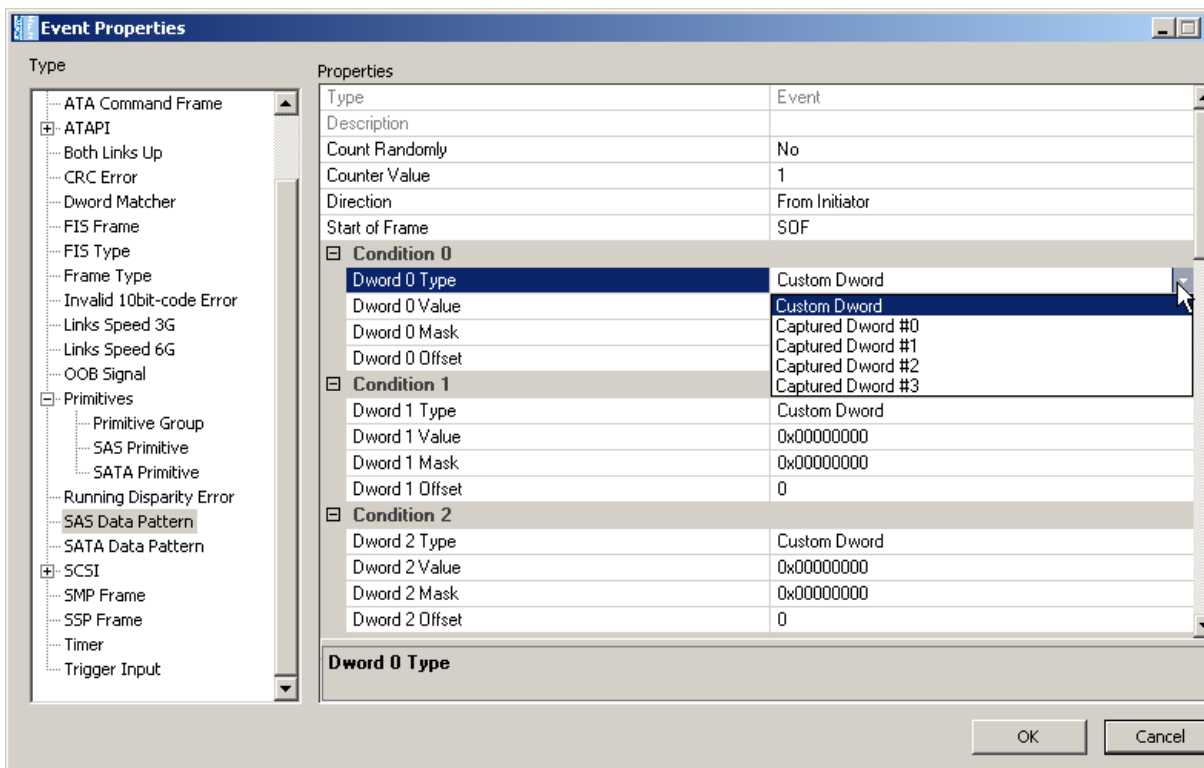 Event Properties
Type
ATA Command Frame
ATAPI
Both Links Up
CRC Error
Dword Matcher
FIS Frame
FIS Type
Frame Type
Invalid 10bit-code Error
Links Speed 3G
Links Speed 6G
OOB Signal
Primitives
Primitive Group
SAS Primitive
SATA Primitive
Running Disparity Error
SAS Data Pattern
SATA Data Pattern
SCSI
SMP Frame
SSP Frame
Timer
Trigger Input
Properties
Type Event
Description
Count Randomly No
Counter Value 1
Direction From Initiator
Start of Frame SOF
Condition 0
Dword 0 Type Custom Dword
Dword 0 Value
Dword 0 Mask
Dword 0 Offset
Custom Dword
Captured Dword #0
Captured Dword #1
Captured Dword #2
Captured Dword #3
Condition 1
Dword 1 Type Custom Dword
Dword 1 Value 0x00000000
Dword 1 Mask 0x00000000
Dword 1 Offset 0
Condition 2
Dword 2 Type Custom Dword
Dword 2 Value 0x00000000
Dword 2 Mask 0x00000000
Dword 2 Offset 0
Dword 0 Type
OK Cancel